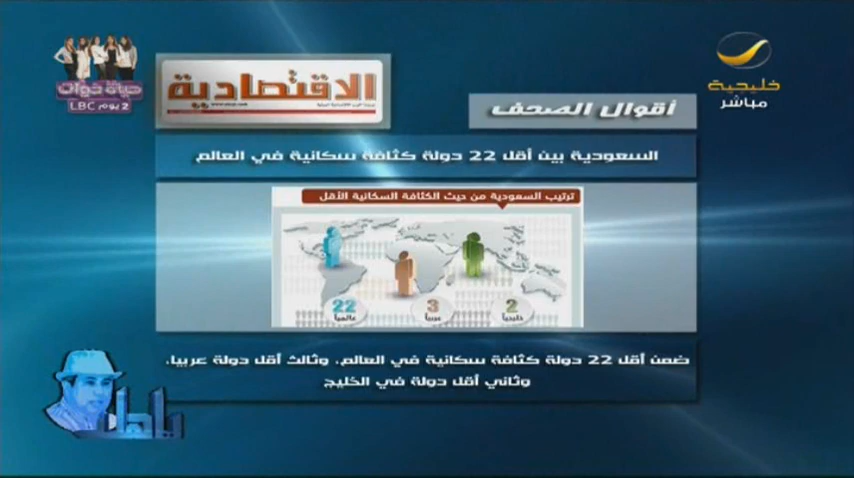 حياة خوات
2 يوم LBC
الاقتصادية
خليجية
مباشر
أقوال الصحف
السعودية بين أقل 22 دولة كثافة سكانية في العالم
ترتيب السعودية من حيث الكثافة السكانية الأقل
22
عالمياً
3
عربياً
2
خليجياً
ضمن أقل 22 دولة كثافة سكانية في العالم، وثالث أقل دولة عربيا،
وثاني أقل دولة في الخليج
ياهلا